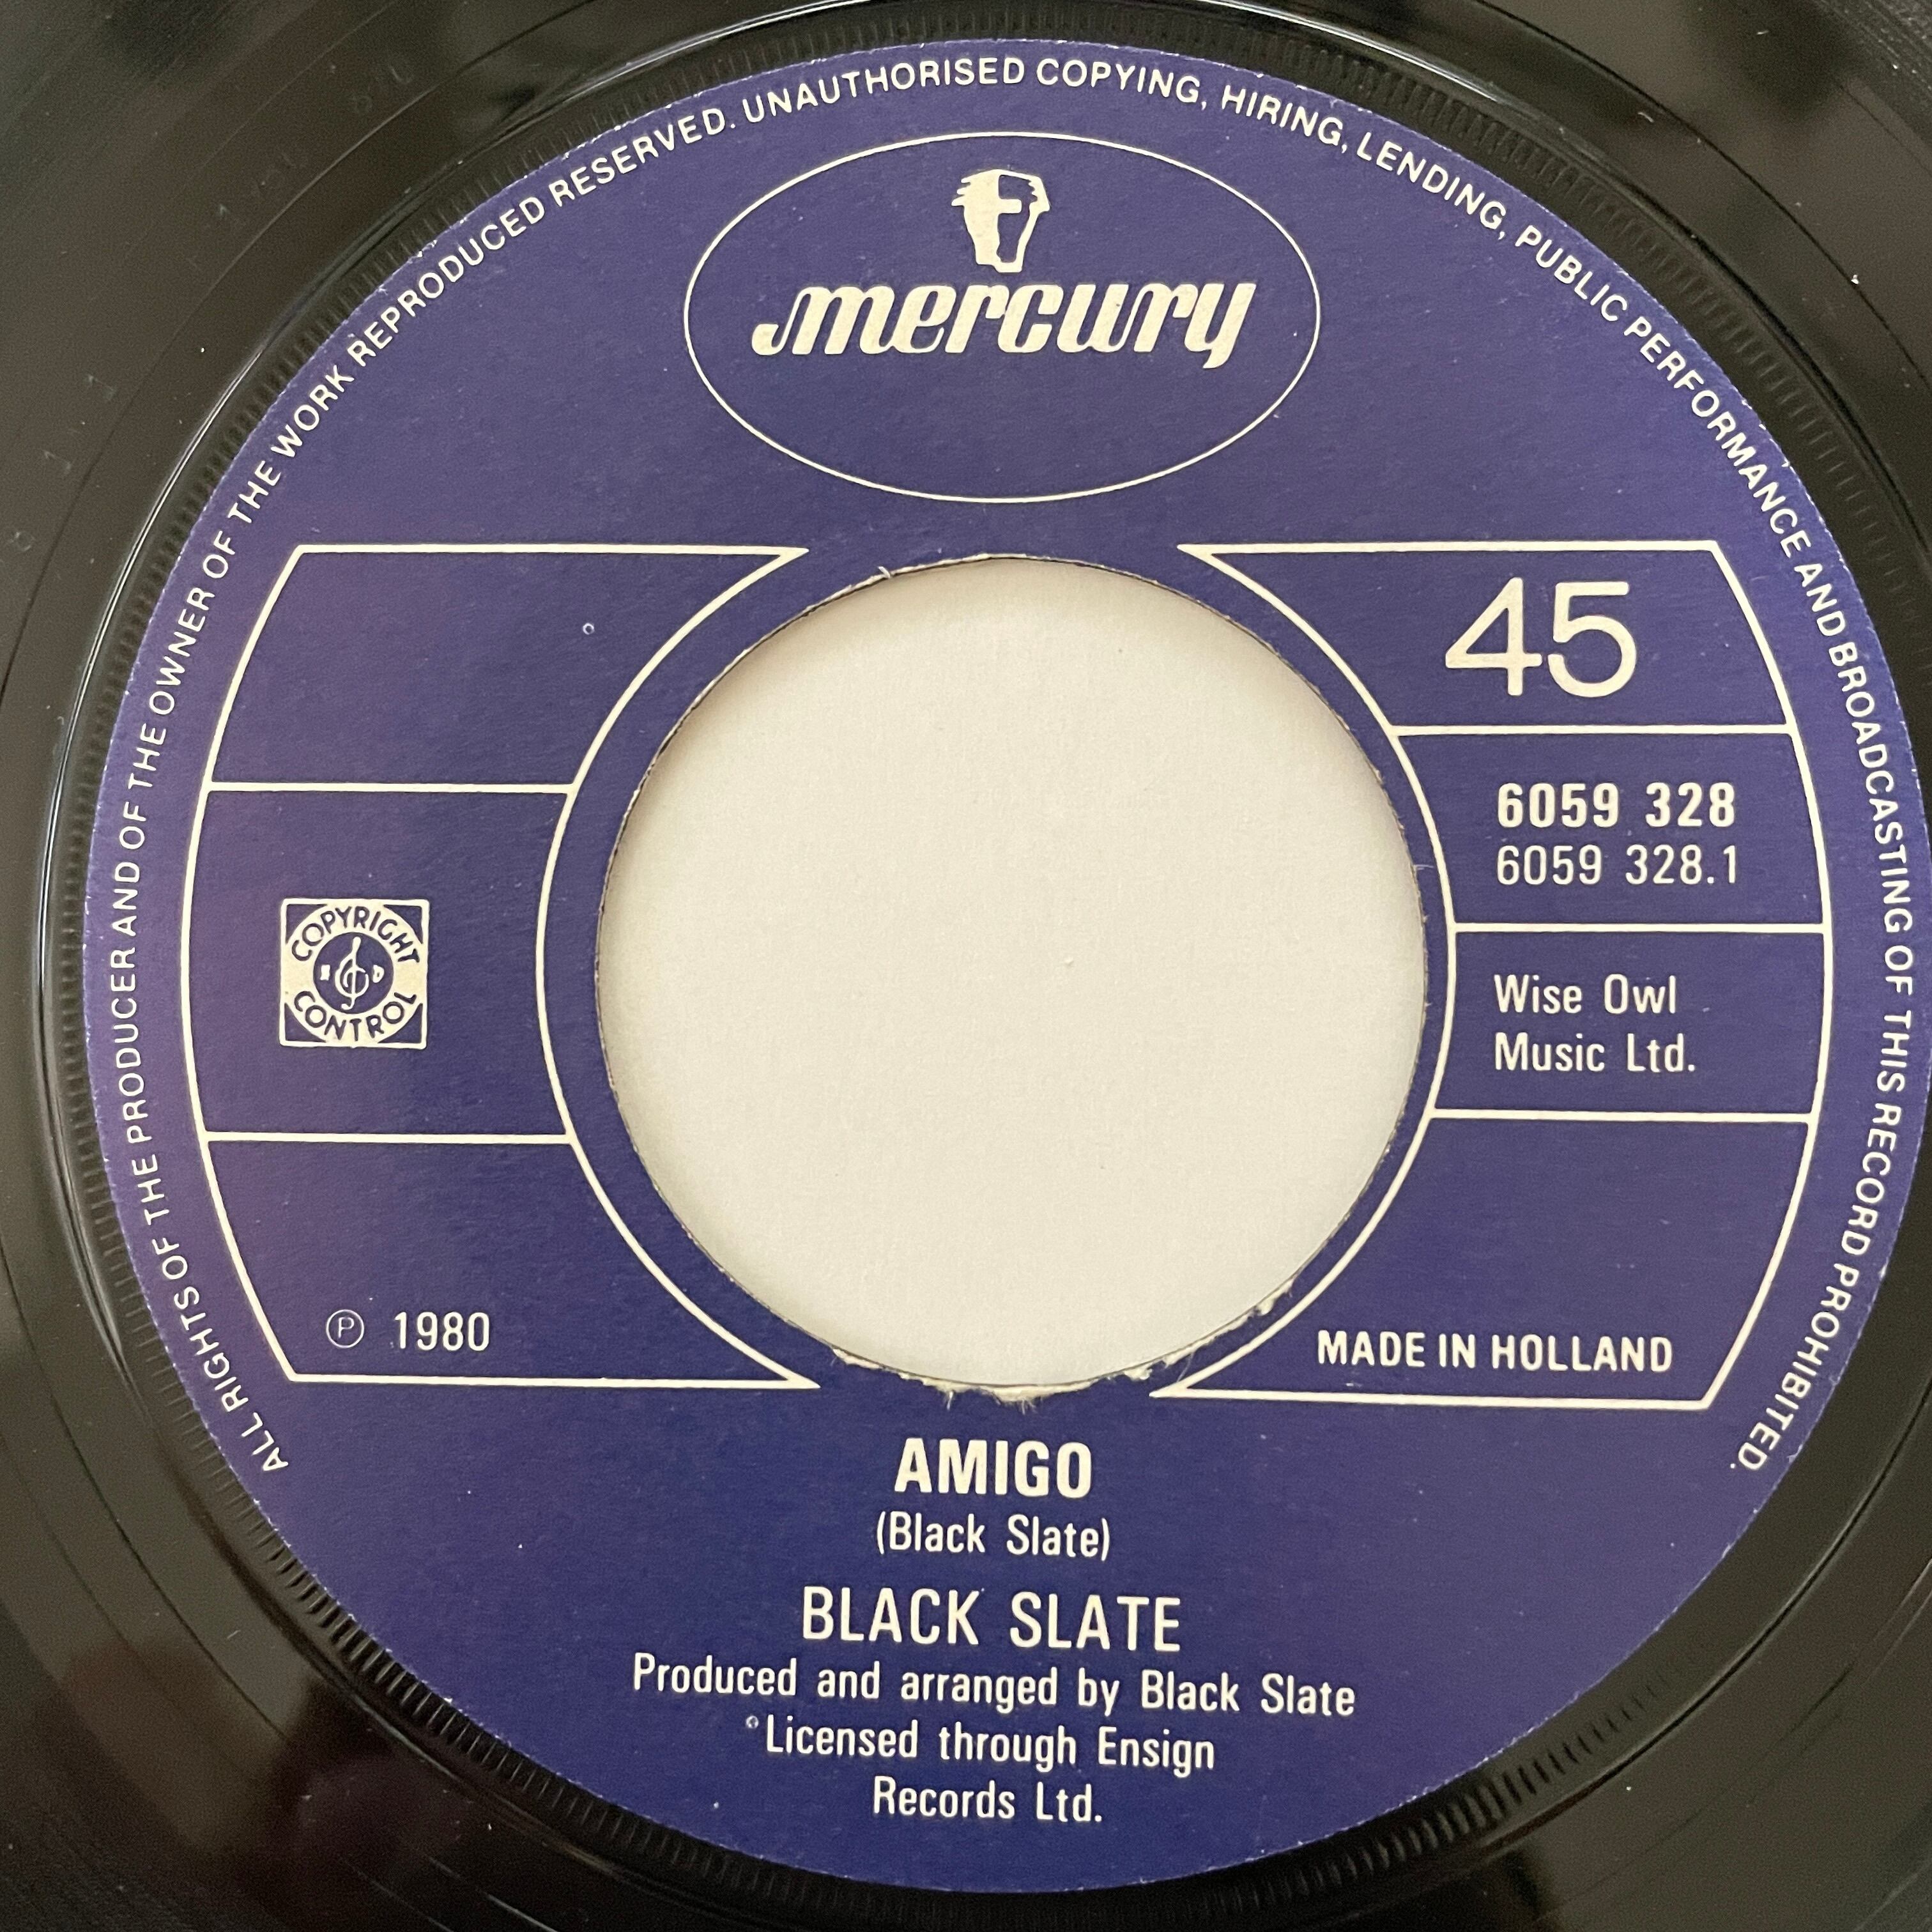 ALL RIGHTS OF THE PRODUCER AND OF THE OWNER OF THE WORK REPRODUCED RESERVED. UNAUTHORISED COPYING, HIRING, LENDING, PUBLIC PERFORMANCE AND BROADCASTING OF THIS RECORD PROHIBITED.
mercury
45
6059 328
6059 328.1
COPYRIGHT
CONTROL
Wise Owl
Music Ltd.
℗ 1980
MADE IN HOLLAND
AMIGO
(Black Slate)
BLACK SLATE
Produced and arranged by Black Slate
Licensed through Ensign
Records Ltd.